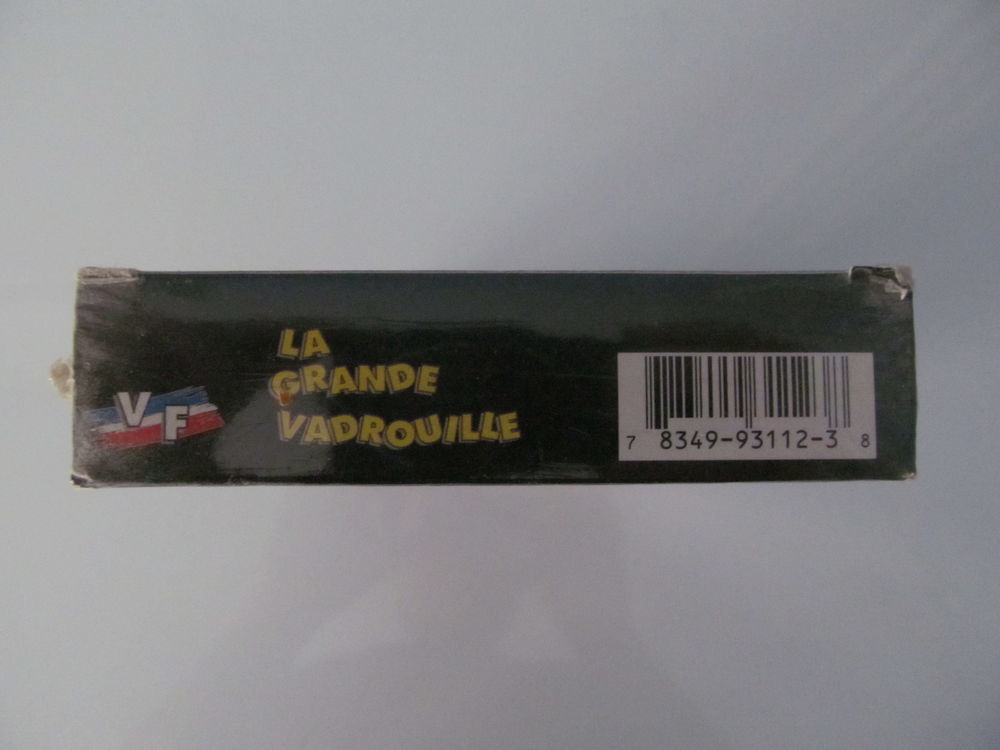 VF
LA
GRANDE
VADROUILLE
7 8349-93112-3 8